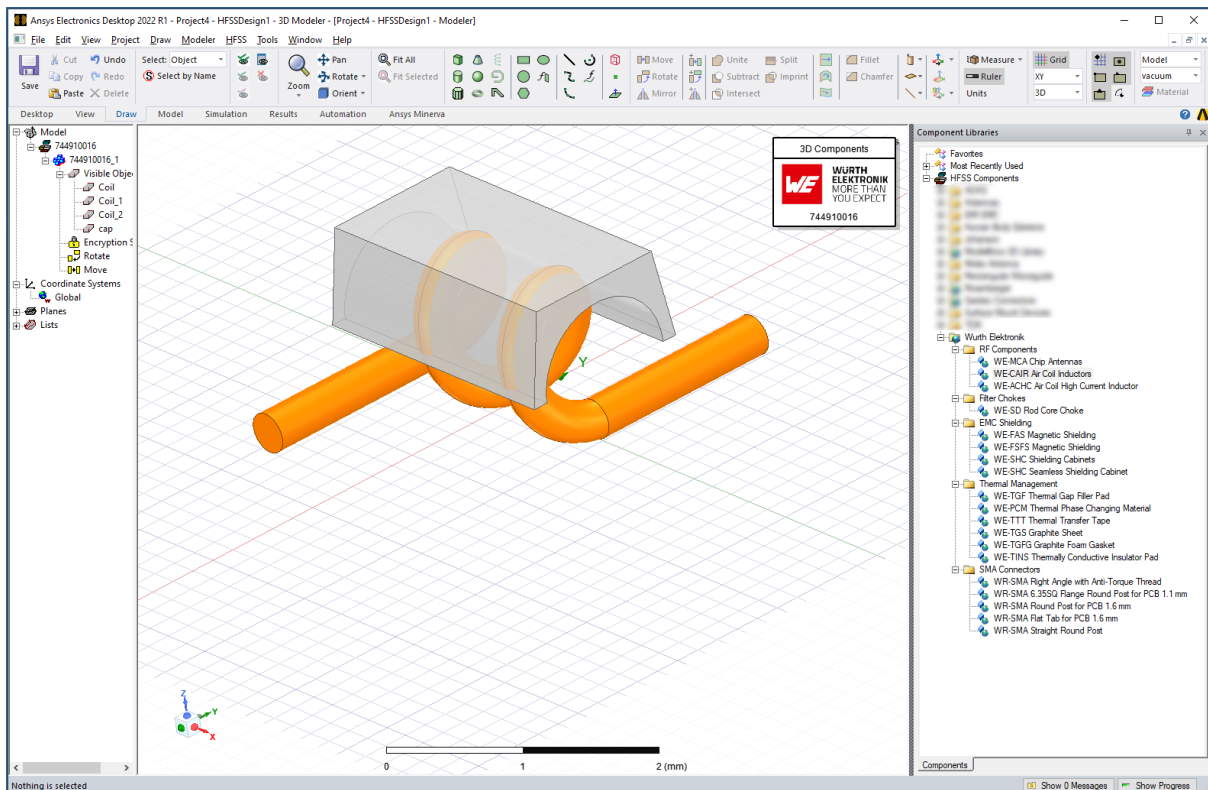 Ansys Electronics Desktop 2022 R1 - Project4 - HFSSDesign1 - 3D Modeler - [Project4 - HFSSDesign1 - Modeler]
File Edit View Project Draw Modeler HFSS Tools Window Help
Save
Cut
Copy
Paste
Undo
Redo
Delete
Select: Object
Select by Name
Zoom
Pan
Rotate
Orient
Fit All
Fit Selected
Move
Rotate
Mirror
Unite
Subtract
Intersect
Split
Imprint
Fillet
Chamfer
Measure
Ruler
Units
Grid
XY
3D
Model
vacuum
Material
Desktop View Draw Model Simulation Results Automation Ansys Minerva
Model
744910016
744910016_1
Visible Obje
Coil
Coil_1
Coil_2
cap
Encryption S
Rotate
Move
Coordinate Systems
Global
Planes
Lists
3D Components
WE
WÜRTH
ELEKTRONIK
MORE THAN
YOU EXPECT
744910016
Y
Z
Y
X
0 1 2 (mm)
Component Libraries
Favorites
Most Recently Used
HFSS Components
Wurth Elektronik
RF Components
WE-MCA Chip Antennas
WE-CAIR Air Coil Inductors
WE-ACHC Air Coil High Current Inductor
Filter Chokes
WE-SD Rod Core Choke
EMC Shielding
WE-FAS Magnetic Shielding
WE-FSFS Magnetic Shielding
WE-SHC Shielding Cabinets
WE-SHC Seamless Shielding Cabinet
Thermal Management
WE-TGF Thermal Gap Filler Pad
WE-PCM Thermal Phase Changing Material
WE-TTT Thermal Transfer Tape
WE-TGS Graphite Sheet
WE-TGFG Graphite Foam Gasket
WE-TINS Thermally Conductive Insulator Pad
SMA Connectors
WR-SMA Right Angle with Anti-Torque Thread
WR-SMA 6.35SQ Flange Round Post for PCB 1.1 mm
WR-SMA Round Post for PCB 1.6 mm
WR-SMA Flat Tab for PCB 1.6 mm
WR-SMA Straight Round Post
Components
Nothing is selected
Show 0 Messages
Show Progress